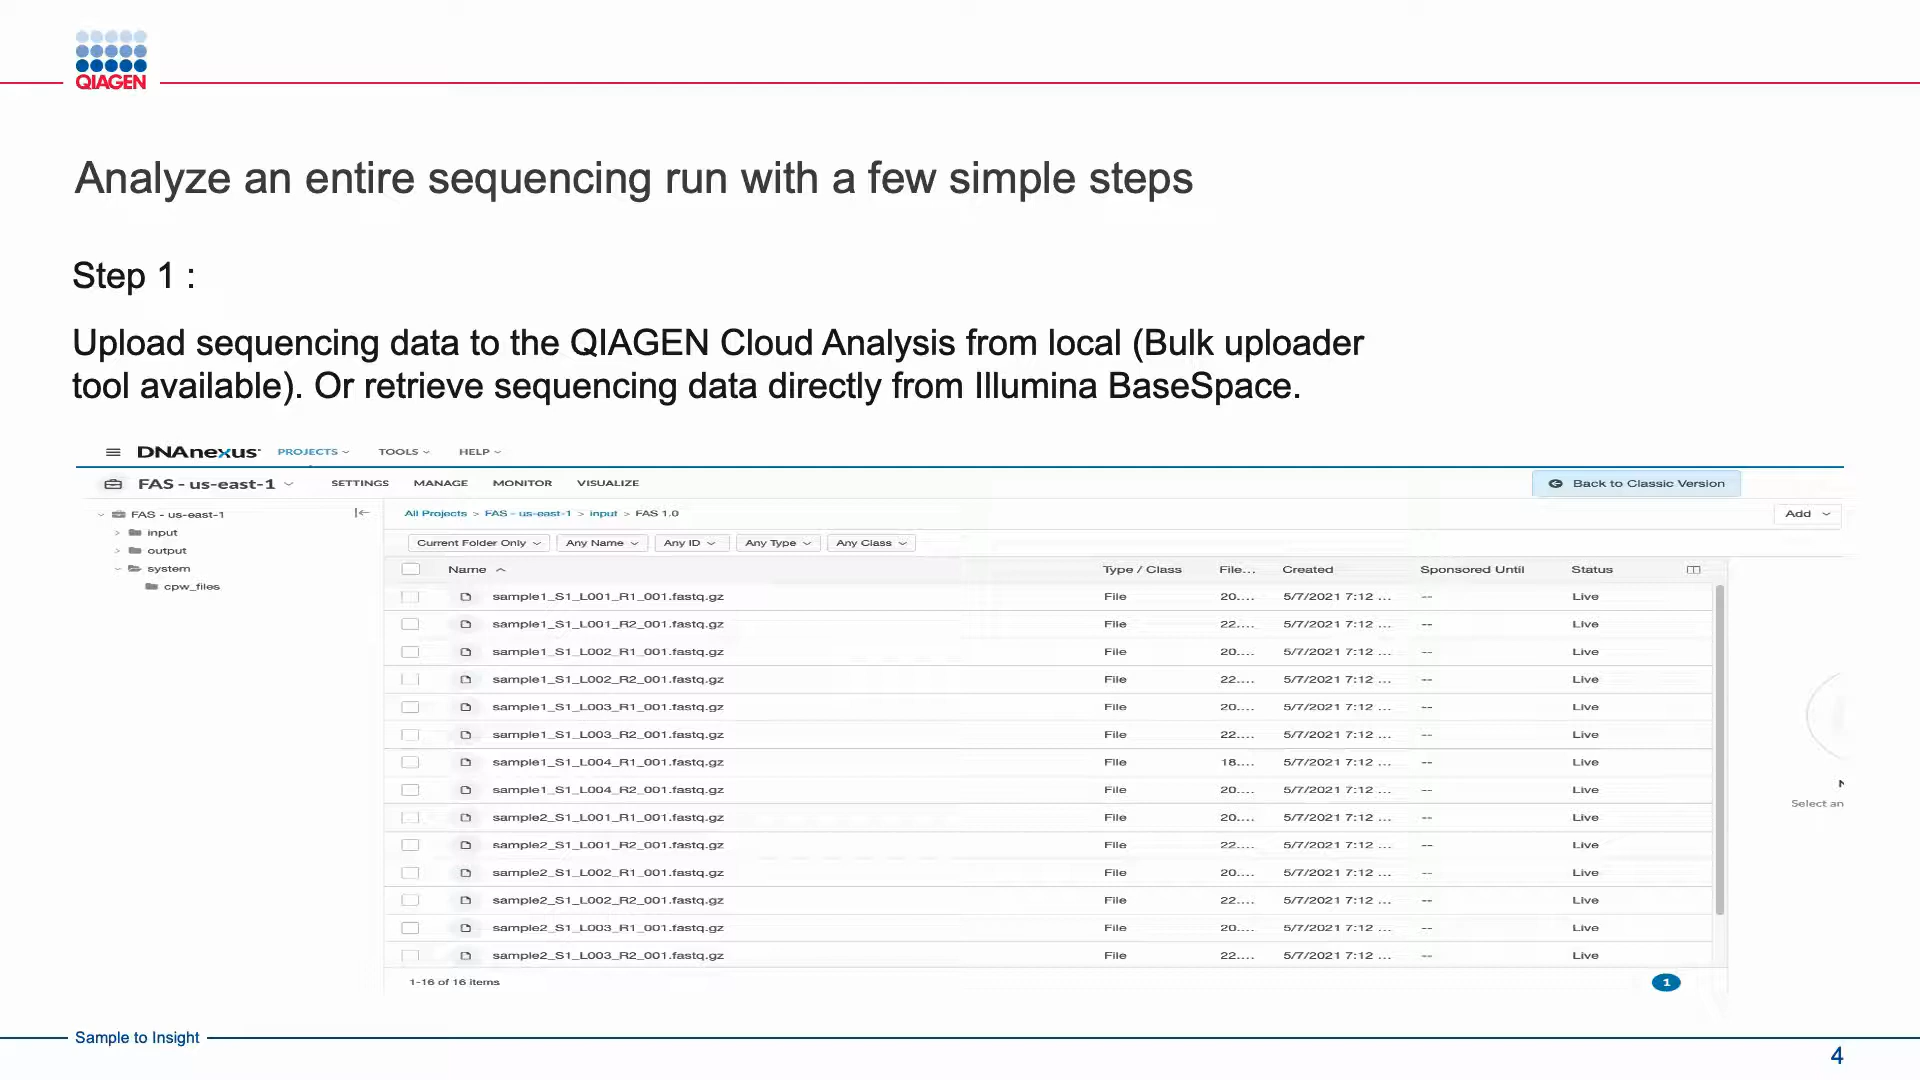 QIAGEN
Analyze an entire sequencing run with a few simple steps
Step 1 :
Upload sequencing data to the QIAGEN Cloud Analysis from local (Bulk uploader
tool available). Or retrieve sequencing data directly from Illumina BaseSpace.
DNAnexus PROJECTS TOOLS HELP
FAS - us-east-1 SETTINGS MANAGE MONITOR VISUALIZE Back to Classic Version
FAS - us-east-1
input
output
system
cpw_files
All Projects > FAS - us-east-1 > input > FAS 1.0 Add
Current Folder Only Any Name Any ID Any Type Any Class
Name Type / Class File... Created Sponsored Until Status
sample1_S1_L001_R1_001.fastq.gz File 20.... 5/7/2021 7:12 ... -- Live
sample1_S1_L001_R2_001.fastq.gz File 22.... 5/7/2021 7:12 ... -- Live
sample1_S1_L002_R1_001.fastq.gz File 20.... 5/7/2021 7:12 ... -- Live
sample1_S1_L002_R2_001.fastq.gz File 22.... 5/7/2021 7:12 ... -- Live
sample1_S1_L003_R1_001.fastq.gz File 20.... 5/7/2021 7:12 ... -- Live
sample1_S1_L003_R2_001.fastq.gz File 22.... 5/7/2021 7:12 ... -- Live
sample1_S1_L004_R1_001.fastq.gz File 18.... 5/7/2021 7:12 ... -- Live
sample1_S1_L004_R2_001.fastq.gz File 20.... 5/7/2021 7:12 ... -- Live
sample2_S1_L001_R1_001.fastq.gz File 20.... 5/7/2021 7:12 ... -- Live
sample2_S1_L001_R2_001.fastq.gz File 22.... 5/7/2021 7:12 ... -- Live
sample2_S1_L002_R1_001.fastq.gz File 20.... 5/7/2021 7:12 ... -- Live
sample2_S1_L002_R2_001.fastq.gz File 22.... 5/7/2021 7:12 ... -- Live
sample2_S1_L003_R1_001.fastq.gz File 20.... 5/7/2021 7:12 ... -- Live
sample2_S1_L003_R2_001.fastq.gz File 22.... 5/7/2021 7:12 ... -- Live
Select an
1-16 of 16 items 1
Sample to Insight
4